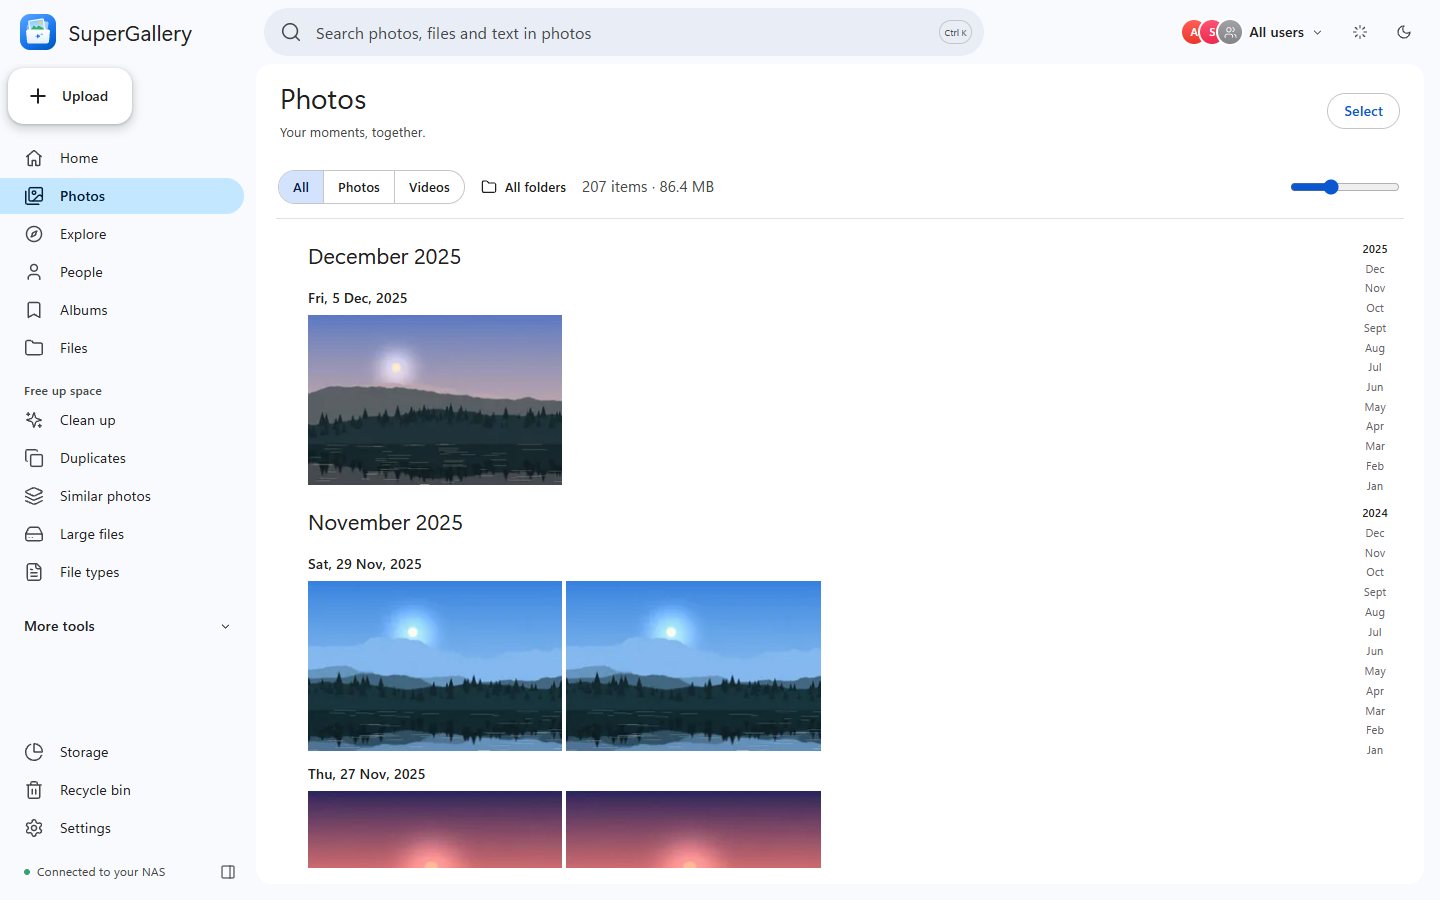 SuperGallery
Search photos, files and text in photos
Ctrl K
A
S
All users
Upload
Home
Photos
Explore
People
Albums
Files
Free up space
Clean up
Duplicates
Similar photos
Large files
File types
More tools
Storage
Recycle bin
Settings
Connected to your NAS
Photos
Your moments, together.
Select
All
Photos
Videos
All folders
207 items · 86.4 MB
December 2025
Fri, 5 Dec, 2025
November 2025
Sat, 29 Nov, 2025
Thu, 27 Nov, 2025
2025
Dec
Nov
Oct
Sept
Aug
Jul
Jun
May
Apr
Mar
Feb
Jan
2024
Dec
Nov
Oct
Sept
Aug
Jul
Jun
May
Apr
Mar
Feb
Jan